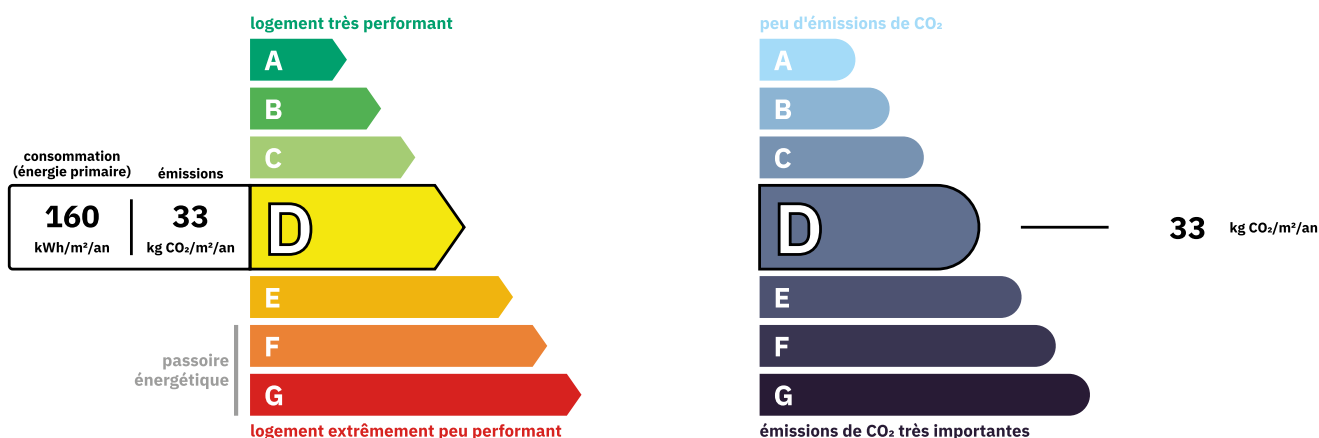 logement très performant
A
B
C
consommation
(énergie primaire)
émissions
160
kWh/m²/an
33
kg CO₂/m²/an
D
E
F
G
passoire
énergétique
logement extrêmement peu performant
peu d'émissions de CO₂
A
B
C
D
33
kg CO₂/m²/an
E
F
G
émissions de CO₂ très importantes